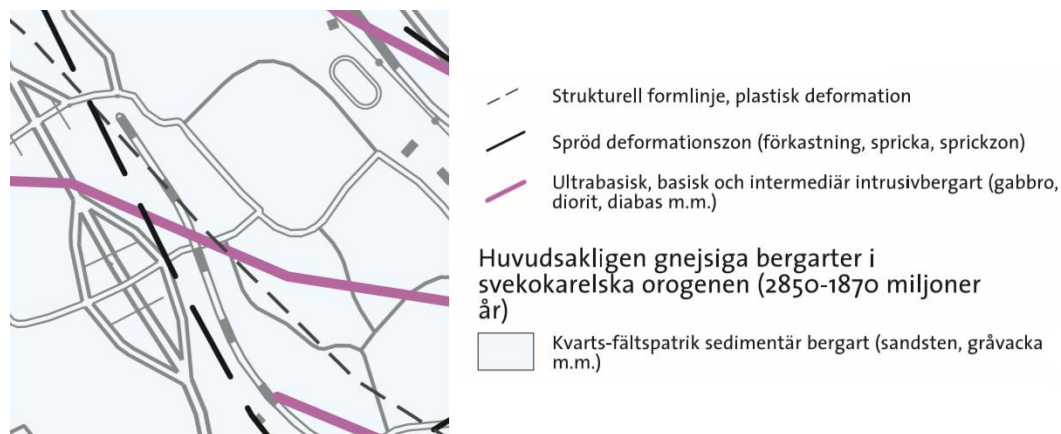 Strukturell formlinje, plastisk deformation
Spröd deformationszon (förkastning, spricka, sprickzon)
Ultrabasisk, basisk och intermediär intrusivbergart (gabbro,
diorit, diabas m.m.)
Huvudsakligen gnejsiga bergarter i
svekokarelska orogenen (2850-1870 miljoner
år)
Kvarts-fältspatrik sedimentär bergart (sandsten, gråvacka
m.m.)